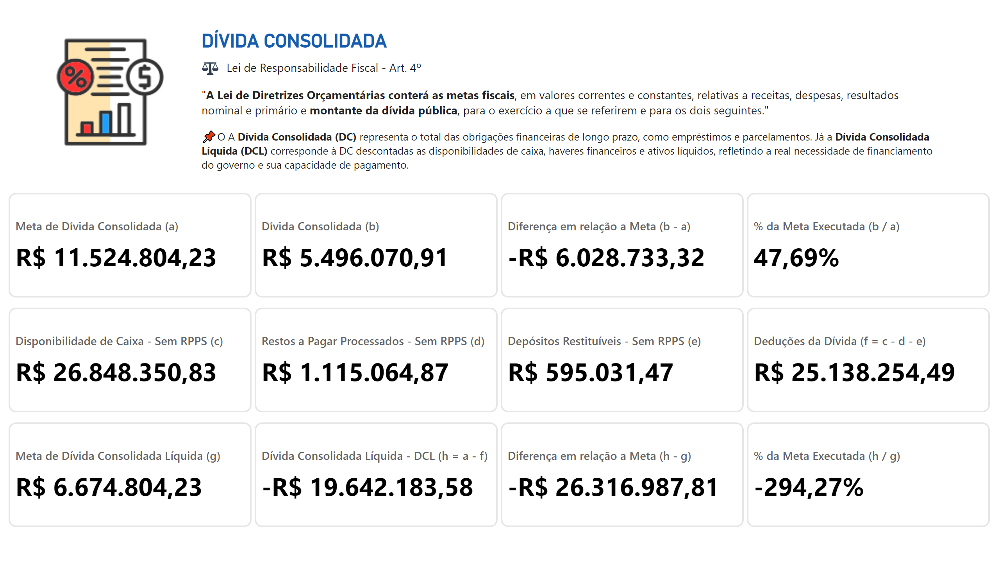 DÍVIDA CONSOLIDADA
Lei de Responsabilidade Fiscal - Art. 4º
"A Lei de Diretrizes Orçamentárias conterá as metas fiscais, em valores correntes e constantes, relativas a receitas, despesas, resultados
nominal e primário e montante da dívida pública, para o exercício a que se referirem e para os dois seguintes."
O A Dívida Consolidada (DC) representa o total das obrigações financeiras de longo prazo, como empréstimos e parcelamentos. Já a Dívida Consolidada
Líquida (DCL) corresponde à DC descontadas as disponibilidades de caixa, haveres financeiros e ativos líquidos, refletindo a real necessidade de financiamento
do governo e sua capacidade de pagamento.
Meta de Dívida Consolidada (a)
R$ 11.524.804,23
Dívida Consolidada (b)
R$ 5.496.070,91
Diferença em relação a Meta (b - a)
-R$ 6.028.733,32
% da Meta Executada (b / a)
47,69%
Disponibilidade de Caixa - Sem RPPS (c)
R$ 26.848.350,83
Restos a Pagar Processados - Sem RPPS (d)
R$ 1.115.064,87
Depósitos Restituíveis - Sem RPPS (e)
R$ 595.031,47
Deduções da Dívida (f = c - d - e)
R$ 25.138.254,49
Meta de Dívida Consolidada Líquida (g)
R$ 6.674.804,23
Dívida Consolidada Líquida - DCL (h = a - f)
-R$ 19.642.183,58
Diferença em relação a Meta (h - g)
-R$ 26.316.987,81
% da Meta Executada (h / g)
-294,27%